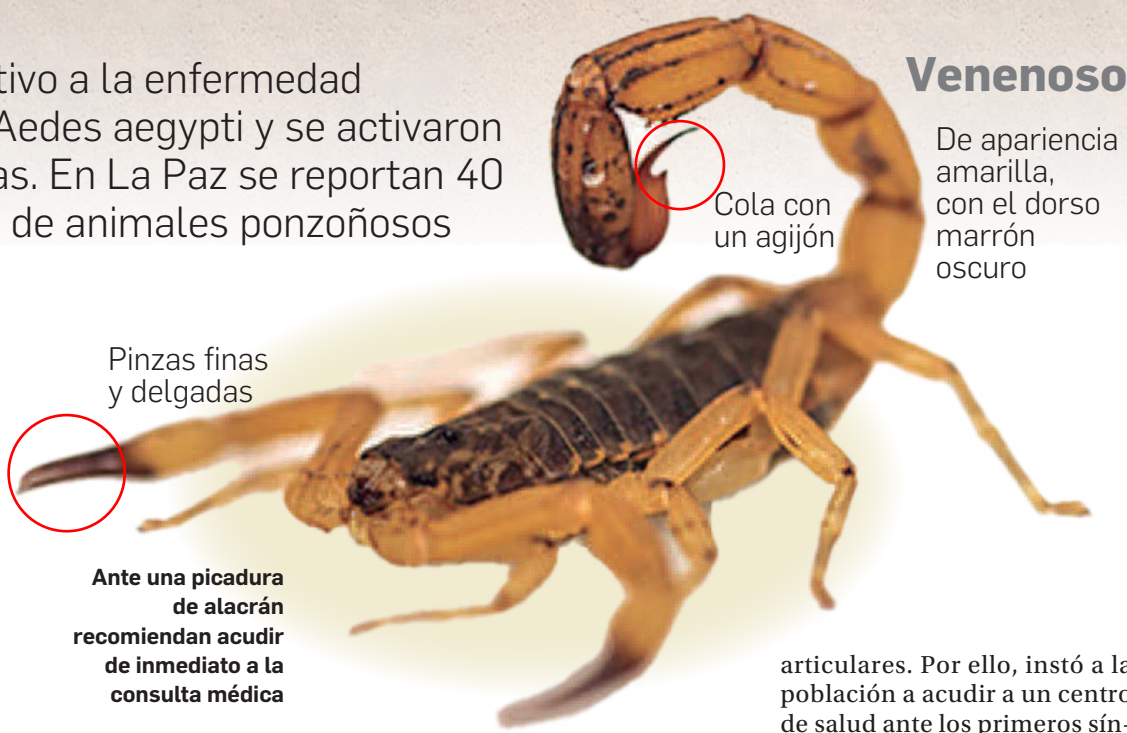 tivo a la enfermedad
Aedes aegypti y se activaron
as. En La Paz se reportan 40
de animales ponzoñosos
Venenoso
De apariencia
amarilla,
con el dorso
marrón
oscuro
Cola con
un agijón
Pinzas finas
y delgadas
Ante una picadura
de alacrán
recomiendan acudir
de inmediato a la
consulta médica
articulares. Por ello, instó a la
población a acudir a un centro
de salud ante los primeros sín-